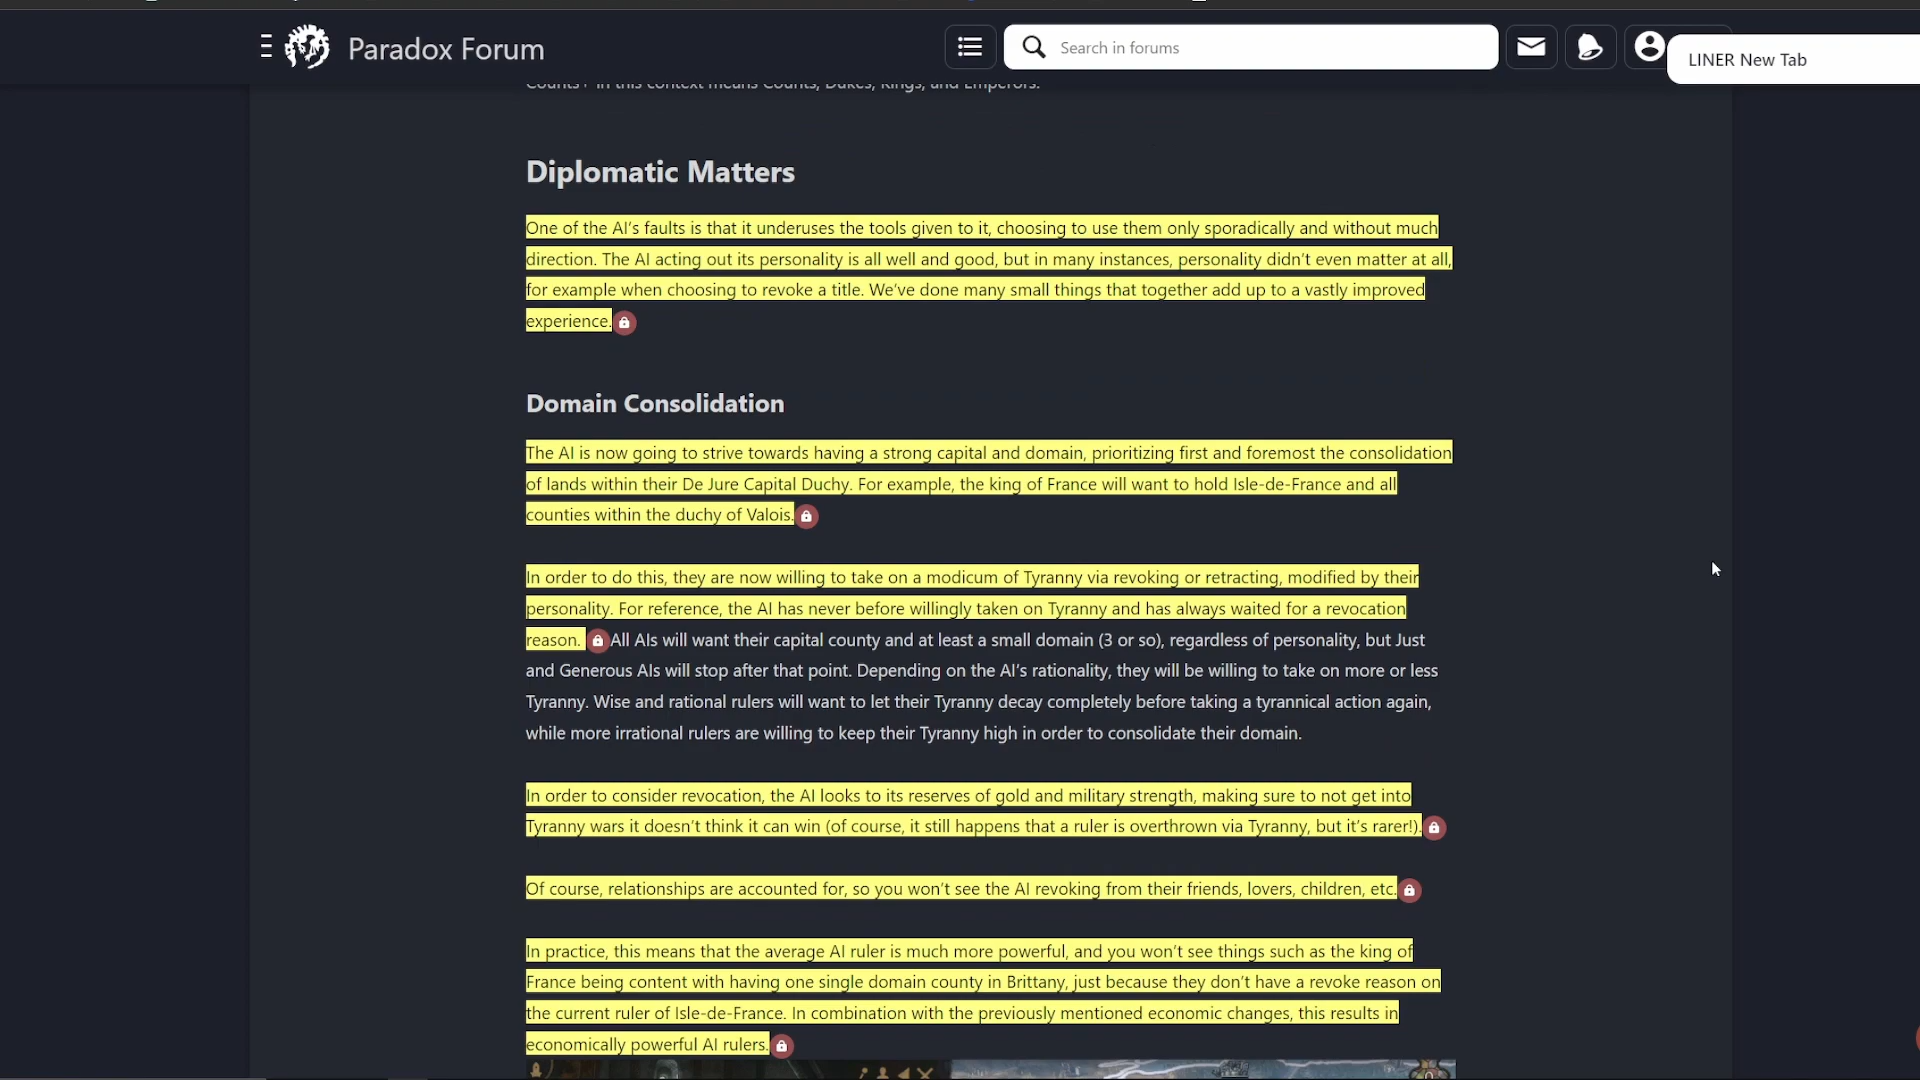 Paradox Forum
Search in forums
LINER New Tab
Counts+ in this context means Counts, Dukes, Kings, and Emperors.
Diplomatic Matters
One of the AI's faults is that it underuses the tools given to it, choosing to use them only sporadically and without much
direction. The AI acting out its personality is all well and good, but in many instances, personality didn't even matter at all,
for example when choosing to revoke a title. We've done many small things that together add up to a vastly improved
experience.
Domain Consolidation
The AI is now going to strive towards having a strong capital and domain, prioritizing first and foremost the consolidation
of lands within their De Jure Capital Duchy. For example, the king of France will want to hold Isle-de-France and all
counties within the duchy of Valois.
In order to do this, they are now willing to take on a modicum of Tyranny via revoking or retracting, modified by their
personality. For reference, the AI has never before willingly taken on Tyranny and has always waited for a revocation
reason. All AIs will want their capital county and at least a small domain (3 or so), regardless of personality, but Just
and Generous AIs will stop after that point. Depending on the AI's rationality, they will be willing to take on more or less
Tyranny. Wise and rational rulers will want to let their Tyranny decay completely before taking a tyrannical action again,
while more irrational rulers are willing to keep their Tyranny high in order to consolidate their domain.
In order to consider revocation, the AI looks to its reserves of gold and military strength, making sure to not get into
Tyranny wars it doesn't think it can win (of course, it still happens that a ruler is overthrown via Tyranny, but it's rarer!).
Of course, relationships are accounted for, so you won't see the AI revoking from their friends, lovers, children, etc.
In practice, this means that the average AI ruler is much more powerful, and you won't see things such as the king of
France being content with having one single domain county in Brittany, just because they don't have a revoke reason on
the current ruler of Isle-de-France. In combination with the previously mentioned economic changes, this results in
economically powerful AI rulers.